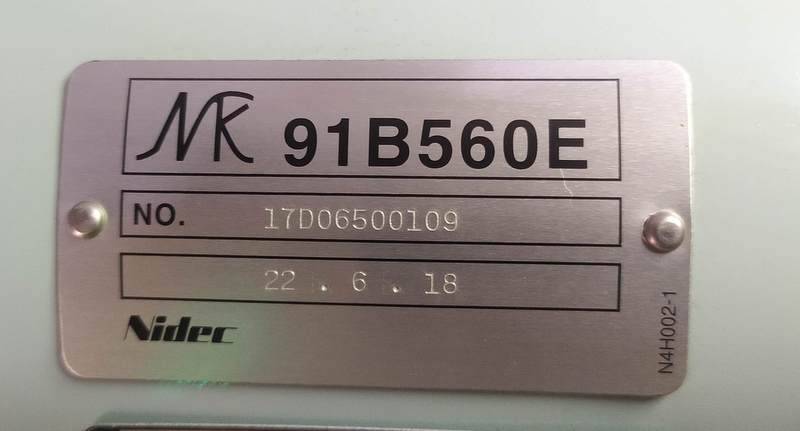 NK 91B560E
NO. 17D06500109
22 . 6 . 18
Nidec
N4H002-1